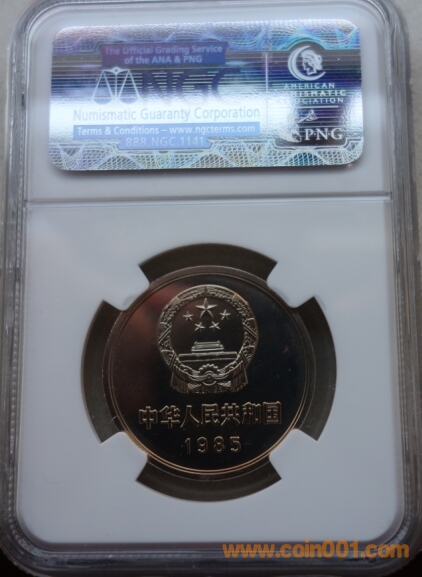 The Official Grading Service
of the ANA & PNG
NGC
Numismatic Guaranty Corporation
Terms & Conditions – www.ngcterms.com
888.NGC.1141
AMERICAN
NUMISMATIC
ASSOCIATION
PNG
中华人民共和国
1985
www.coin001.com